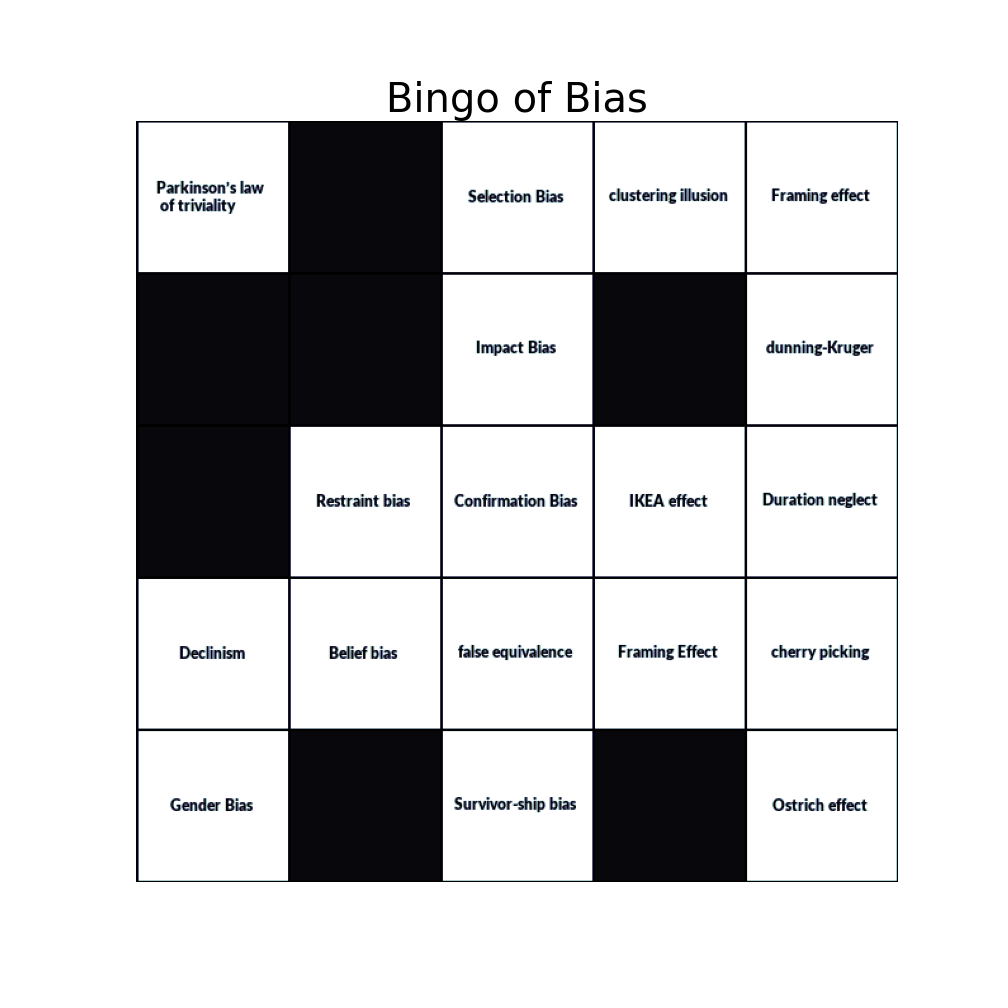 Bingo of Bias
Parkinson's law
of triviality
Selection Bias
clustering illusion
Framing effect
Impact Bias
dunning-Kruger
Restraint bias
Confirmation Bias
IKEA effect
Duration neglect
Declinism
Belief bias
false equivalence
Framing Effect
cherry picking
Gender Bias
Survivor-ship bias
Ostrich effect